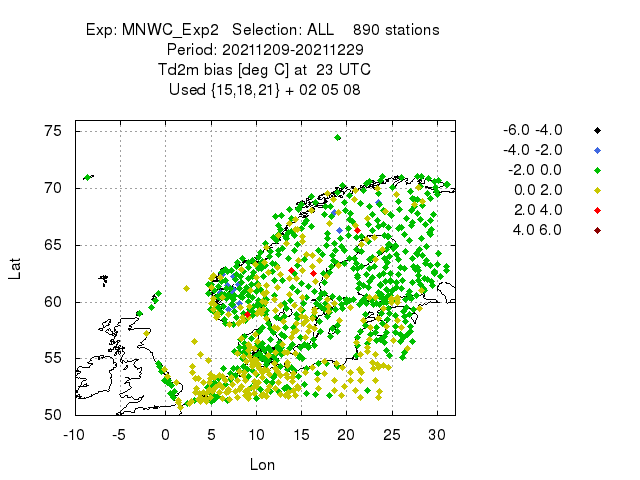 Exp: MNWC_Exp2 Selection: ALL 890 stations
Period: 20211209-20211229
Td2m bias [deg C] at 23 UTC
Used {15,18,21} + 02 05 08
-6.0 -4.0
-4.0 -2.0
-2.0 0.0
0.0 2.0
2.0 4.0
4.0 6.0
75
70
65
60
55
50
Lat
-10 -5 0 5 10 15 20 25 30
Lon